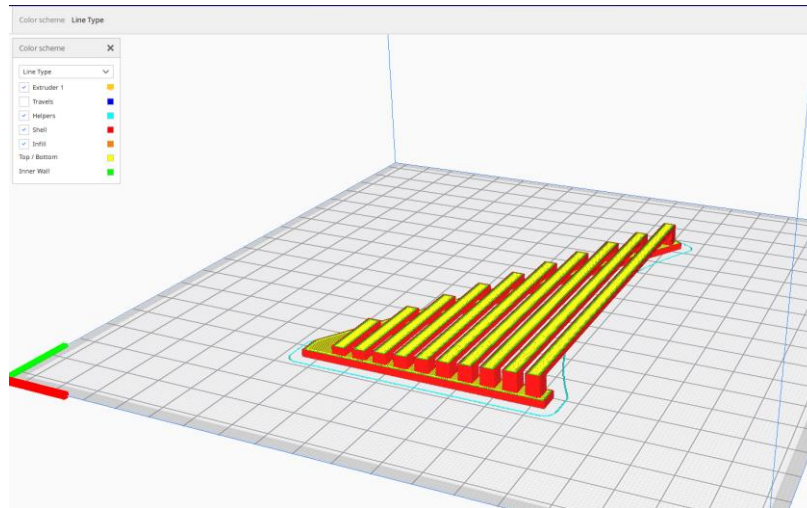 Color scheme Line Type
Color scheme
Line Type
Extruder 1
Travels
Helpers
Shell
Infill
Top / Bottom
Inner Wall